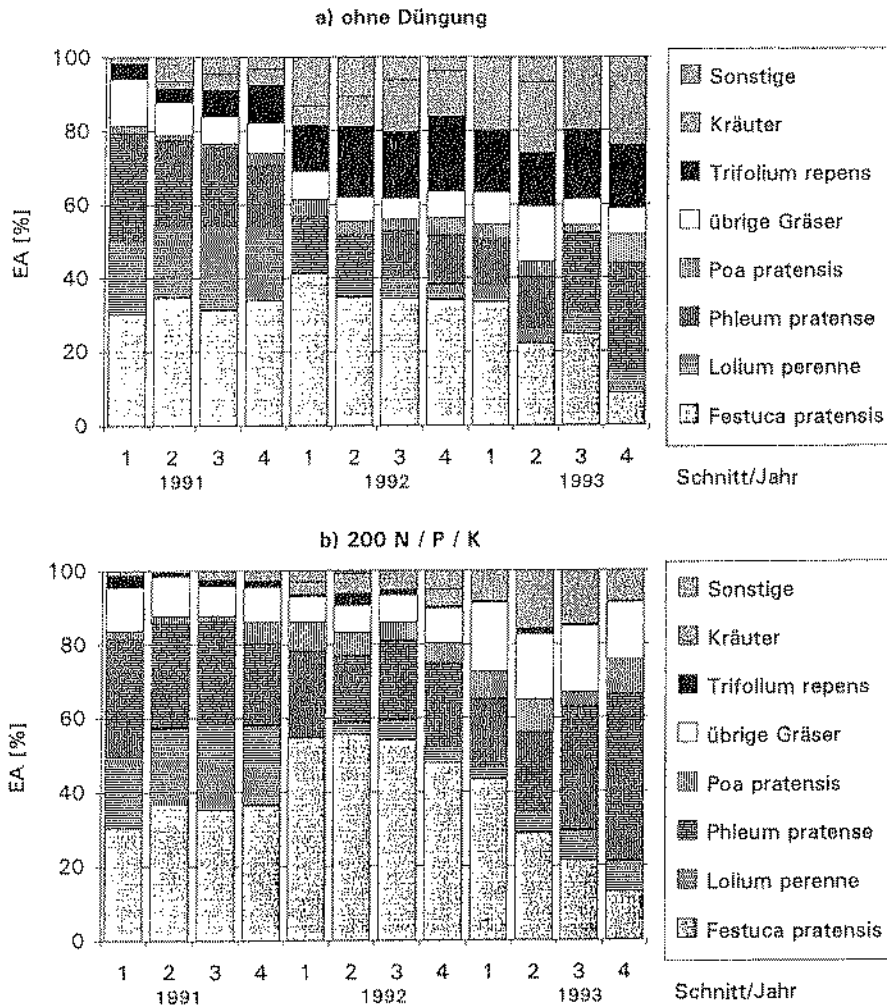 a) ohne Düngung
EA [%]
100
80
60
40
20
0
1 2 3 4 1 2 3 4 1 2 3 4
1991 1992 1993
Schnitt/Jahr
Sonstige
Kräuter
Trifolium repens
übrige Gräser
Poa pratensis
Phleum pratense
Lolium perenne
Festuca pratensis
b) 200 N / P / K
EA [%]
100
80
60
40
20
0
1 2 3 4 1 2 3 4 1 2 3 4
1991 1992 1993
Schnitt/Jahr
Sonstige
Kräuter
Trifolium repens
übrige Gräser
Poa pratensis
Phleum pratense
Lolium perenne
Festuca pratensis